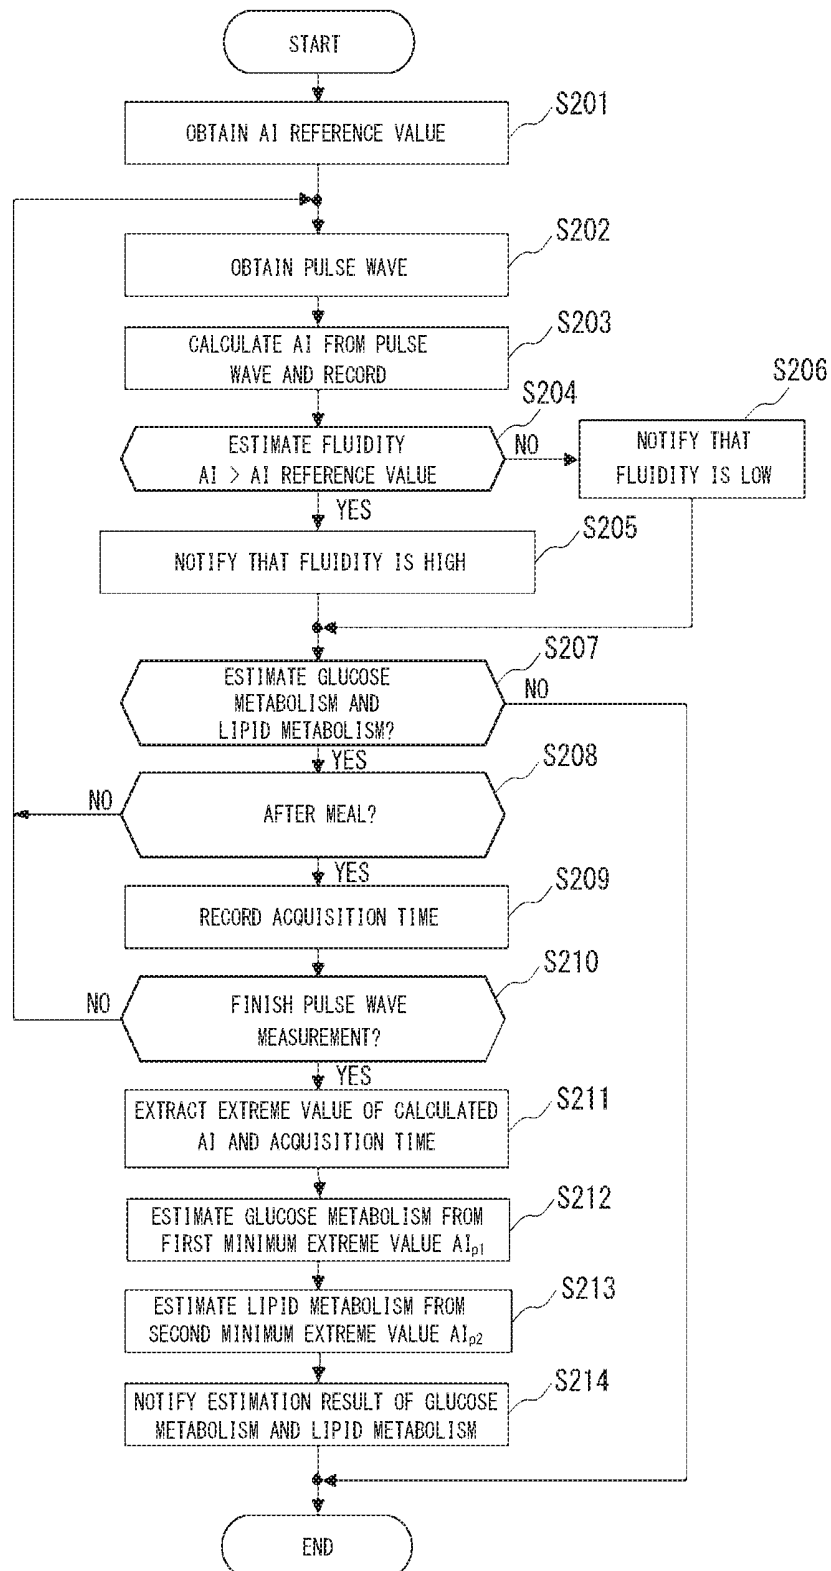 START
S201
OBTAIN AI REFERENCE VALUE
S202
OBTAIN PULSE WAVE
S203
CALCULATE AI FROM PULSE
WAVE AND RECORD
S204
ESTIMATE FLUIDITY
AI > AI REFERENCE VALUE
NO
S206
NOTIFY THAT
FLUIDITY IS LOW
YES
S205
NOTIFY THAT FLUIDITY IS HIGH
S207
ESTIMATE GLUCOSE
METABOLISM AND
LIPID METABOLISM?
NO
YES
S208
AFTER MEAL?
NO
YES
S209
RECORD ACQUISITION TIME
S210
FINISH PULSE WAVE
MEASUREMENT?
NO
YES
S211
EXTRACT EXTREME VALUE OF CALCULATED
AI AND ACQUISITION TIME
S212
ESTIMATE GLUCOSE METABOLISM FROM
FIRST MINIMUM EXTREME VALUE AIp1
S213
ESTIMATE LIPID METABOLISM FROM
SECOND MINIMUM EXTREME VALUE AIp2
S214
NOTIFY ESTIMATION RESULT OF GLUCOSE
METABOLISM AND LIPID METABOLISM
END